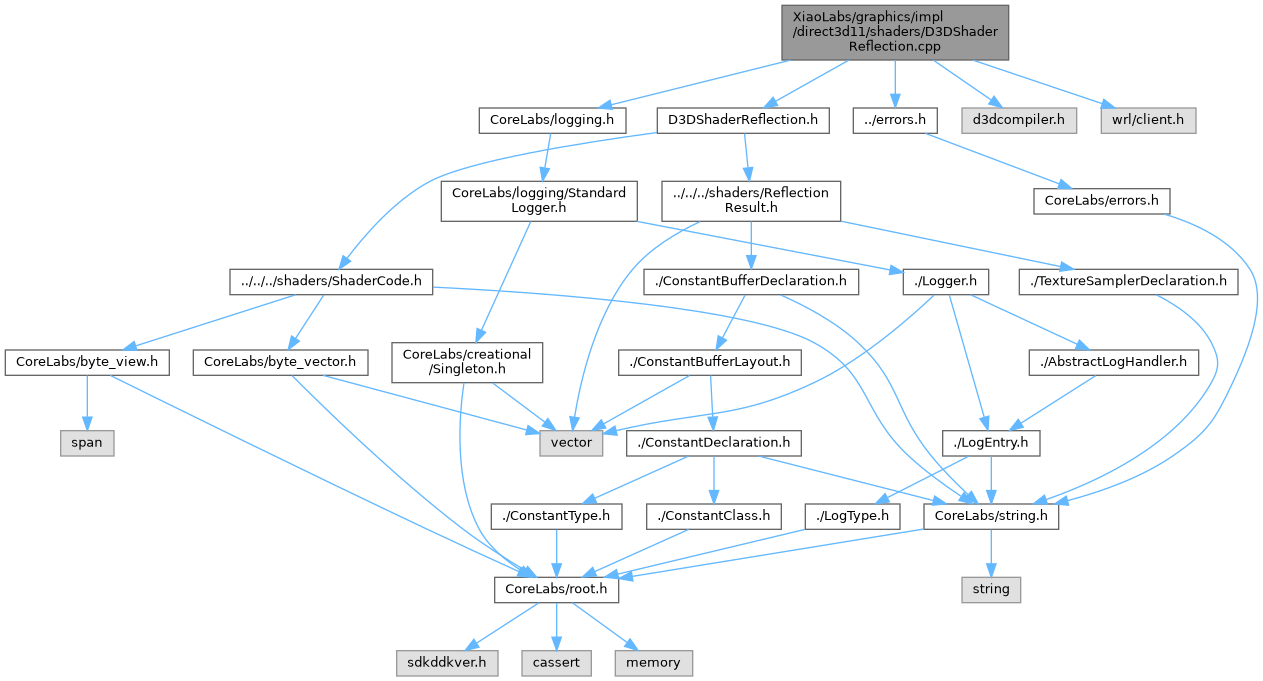 XiaoLabs/graphics/impl
/direct3d11/shaders/D3DShader
Reflection.cpp
CoreLabs/logging.h
D3DShaderReflection.h
../errors.h
d3dcompiler.h
wrl/client.h
CoreLabs/logging/Standard
Logger.h
../../../shaders/Reflection
Result.h
CoreLabs/errors.h
../../../shaders/ShaderCode.h
./ConstantBufferDeclaration.h
./Logger.h
./TextureSamplerDeclaration.h
CoreLabs/byte_view.h
CoreLabs/byte_vector.h
CoreLabs/creational
/Singleton.h
./ConstantBufferLayout.h
./AbstractLogHandler.h
span
vector
./ConstantDeclaration.h
./LogEntry.h
./ConstantType.h
./ConstantClass.h
./LogType.h
CoreLabs/string.h
CoreLabs/root.h
string
sdkddkver.h
cassert
memory